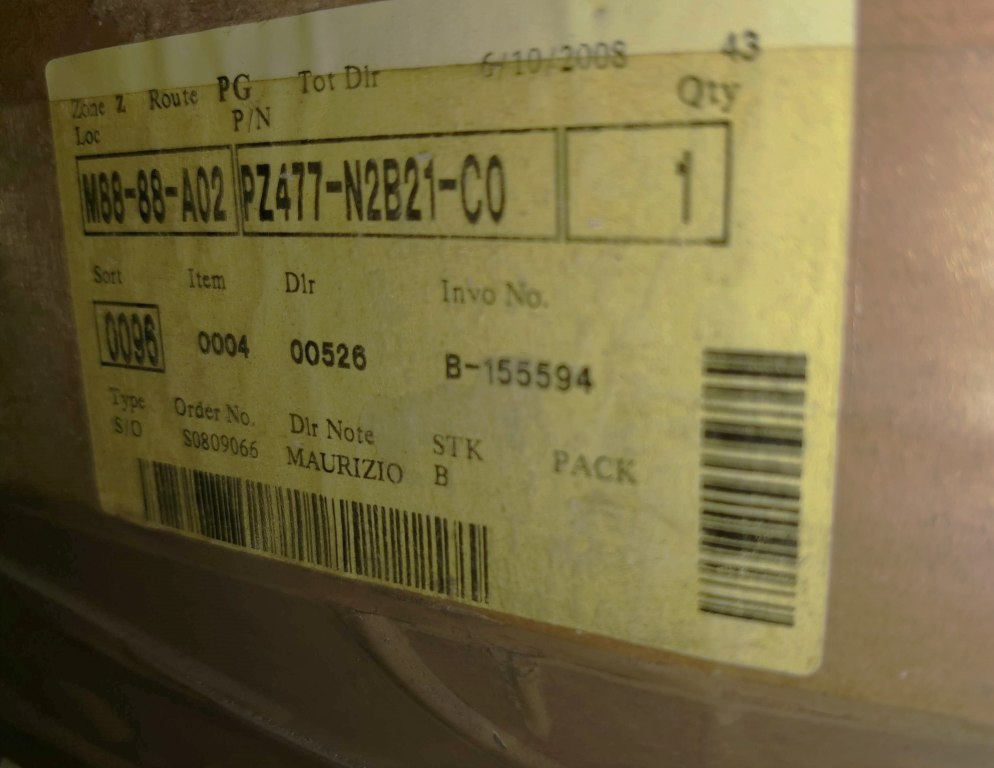 6/10/2008 43
Zone Z Route PG Tot Dlr Qty
Loc P/N
M88-88-A02 PZ477-N2B21-C0 1
Sort Item Dlr Invo No.
0096 0004 00526 B-155594
Type Order No. Dlr Note STK PACK
S/O S0809066 MAURIZIO B